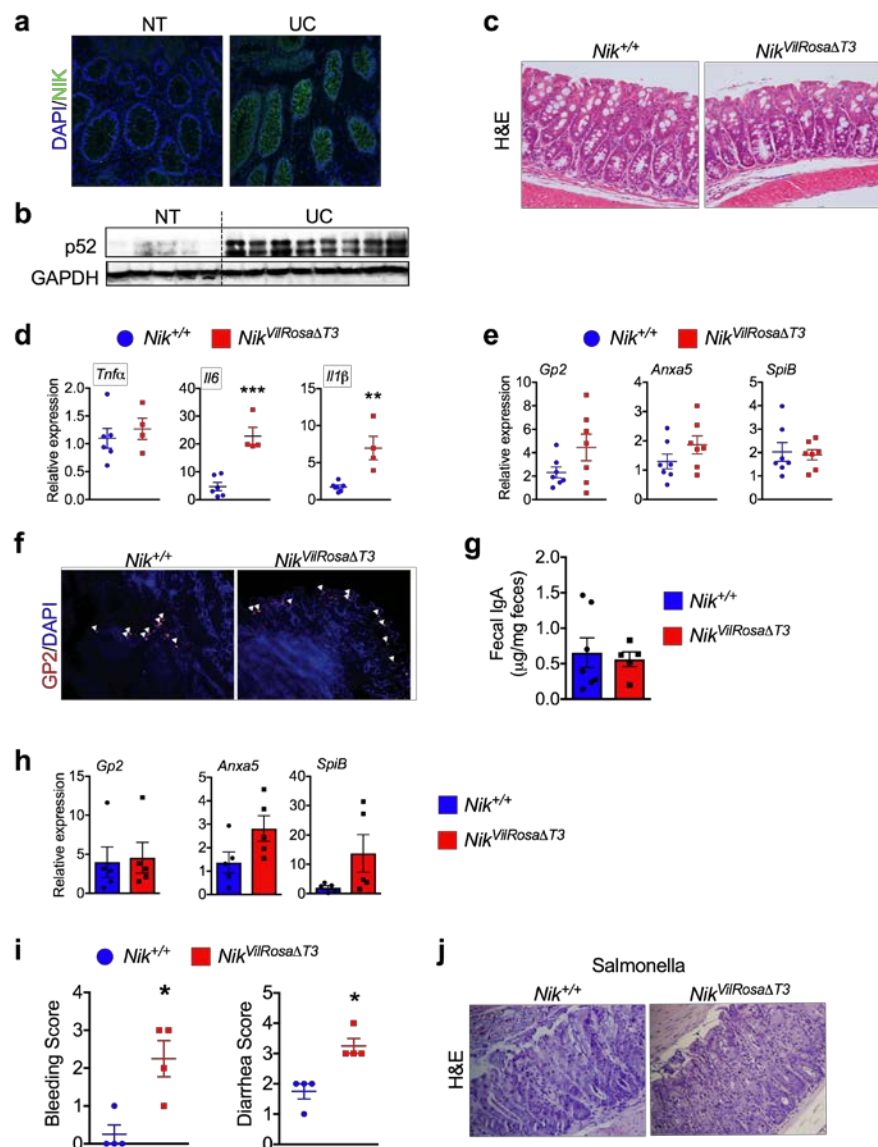 a
NT UC
DAPI/NIK
b
NT UC
p52
GAPDH
c
Nik+/+ NikVilRosaΔT3
H&E
d
Nik+/+ NikVilRosaΔT3
Tnfα Il6 Il1β
Relative expression
2.0 1.5 1.0 0.5 0.0
60 40 20 0
15 10 5 0
*** **
e
Nik+/+ NikVilRosaΔT3
Gp2 Anxa5 SpiB
Relative expression
10 8 6 4 2 0
4 3 2 1 0
5 4 3 2 1 0
f
Nik+/+ NikVilRosaΔT3
GP2/DAPI
g
Fecal IgA
(μg/mg feces)
2.0
1.5
1.0
0.5
0.0
Nik+/+
NikVilRosaΔT3
h
Gp2 Anxa5 SpiB
Relative expression
15 10 5 0
5 4 3 2 1 0
40 30 20 10 0
Nik+/+
NikVilRosaΔT3
i
Nik+/+ NikVilRosaΔT3
Bleeding Score
4 3 2 1 0
*
Diarrhea Score
5 4 3 2 1 0
*
j
Salmonella
Nik+/+ NikVilRosaΔT3
H&E